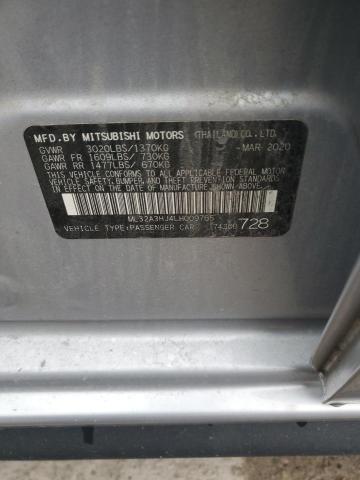 MFD.BY MITSUBISHI MOTORS (THAILAND) CO.,LTD.
GVWR 3020LBS/1370KG MAR 2020
GAWR FR 1609LBS/ 730KG
GAWR RR 1477LBS/ 670KG
THIS VEHICLE CONFORMS TO ALL APPLICABLE FEDERAL MOTOR
VEHICLE SAFETY, BUMPER, AND THEFT PREVENTION STANDARDS
IN EFFECT ON THE DATE OF MANUFACTURE SHOWN ABOVE.
ML32A3HJ4LH009765
VEHICLE TYPE:PASSENGER CAR 728